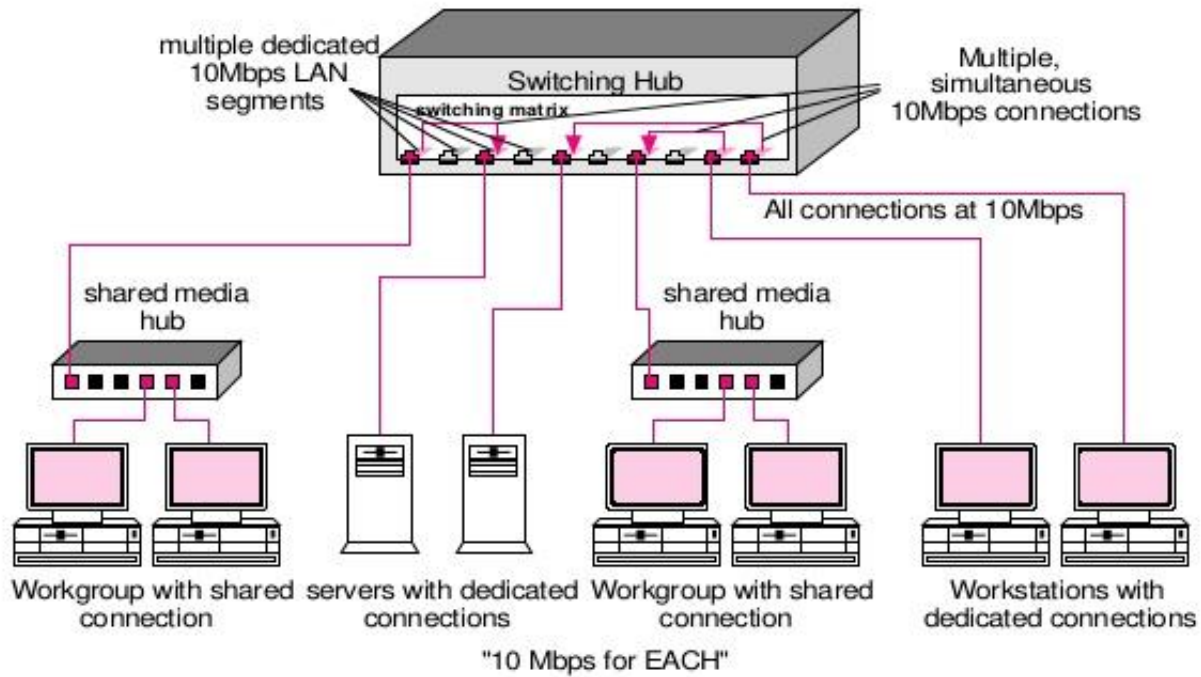 multiple dedicated
10Mbps LAN
segments
Switching Hub
switching matrix
Multiple,
simultaneous
10Mbps connections
All connections at 10Mbps
shared media
hub
shared media
hub
Workgroup with shared
connection
servers with dedicated
connections
Workgroup with shared
connection
Workstations with
dedicated connections
"10 Mbps for EACH"